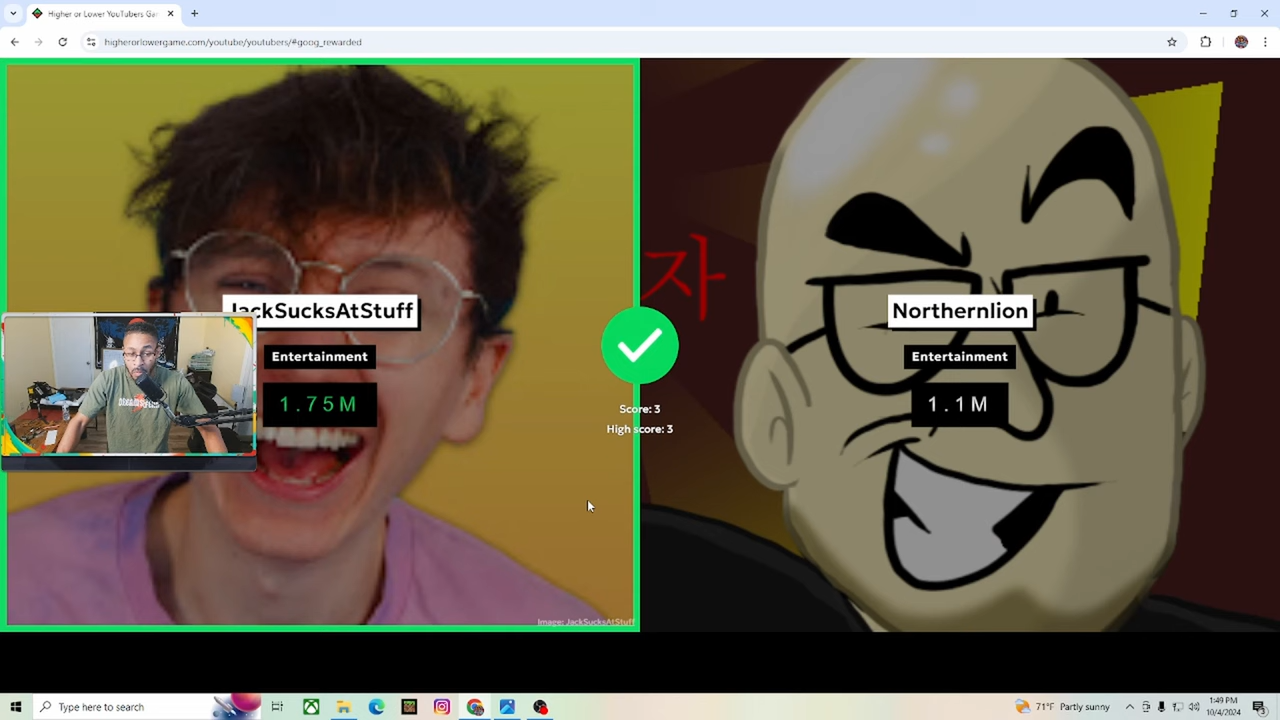 Higher or Lower YouTubers Ga
higherorlowergame.com/youtube/youtubers/#goog_rewarded
자
JackSucksAtStuff
Entertainment
1.75M
Northernlion
Entertainment
1.1M
Score: 3
High score: 3
Image: JackSucksAtStuff
Type here to search
71°F Partly sunny
1:49 PM
10/4/2024